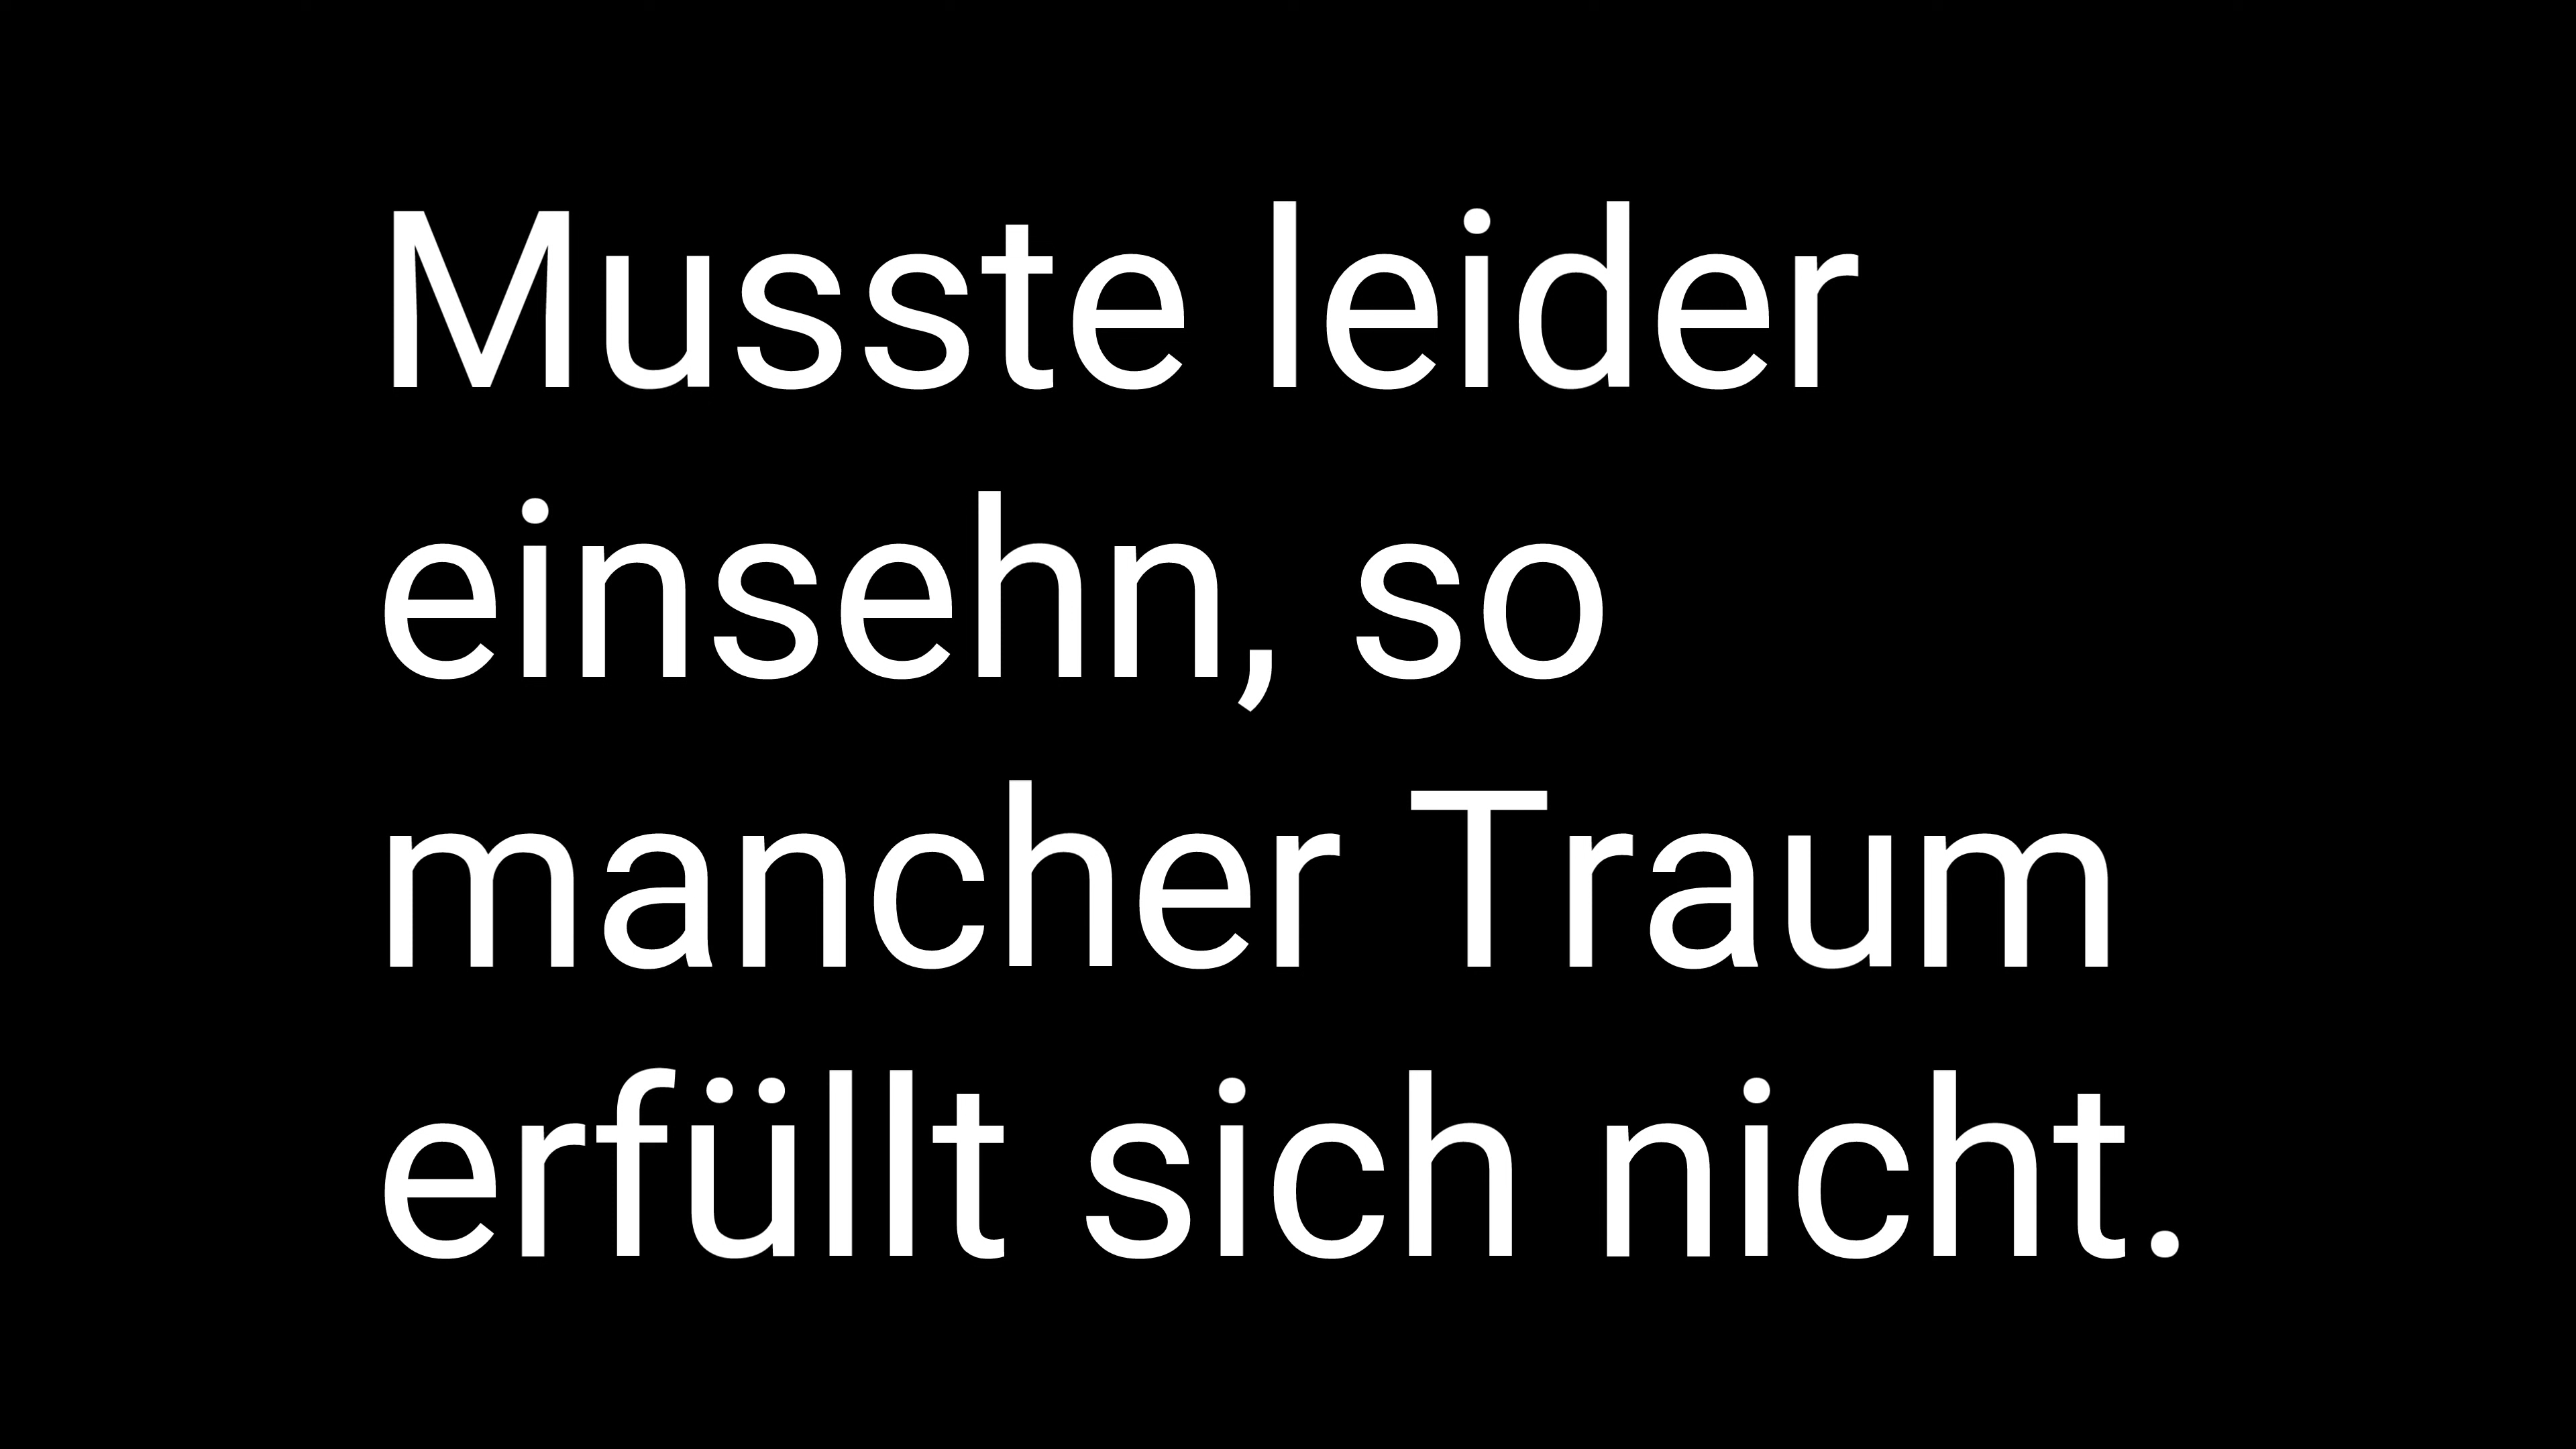 Musste leider
einsehn, so
mancher Traum
erfüllt sich nicht.